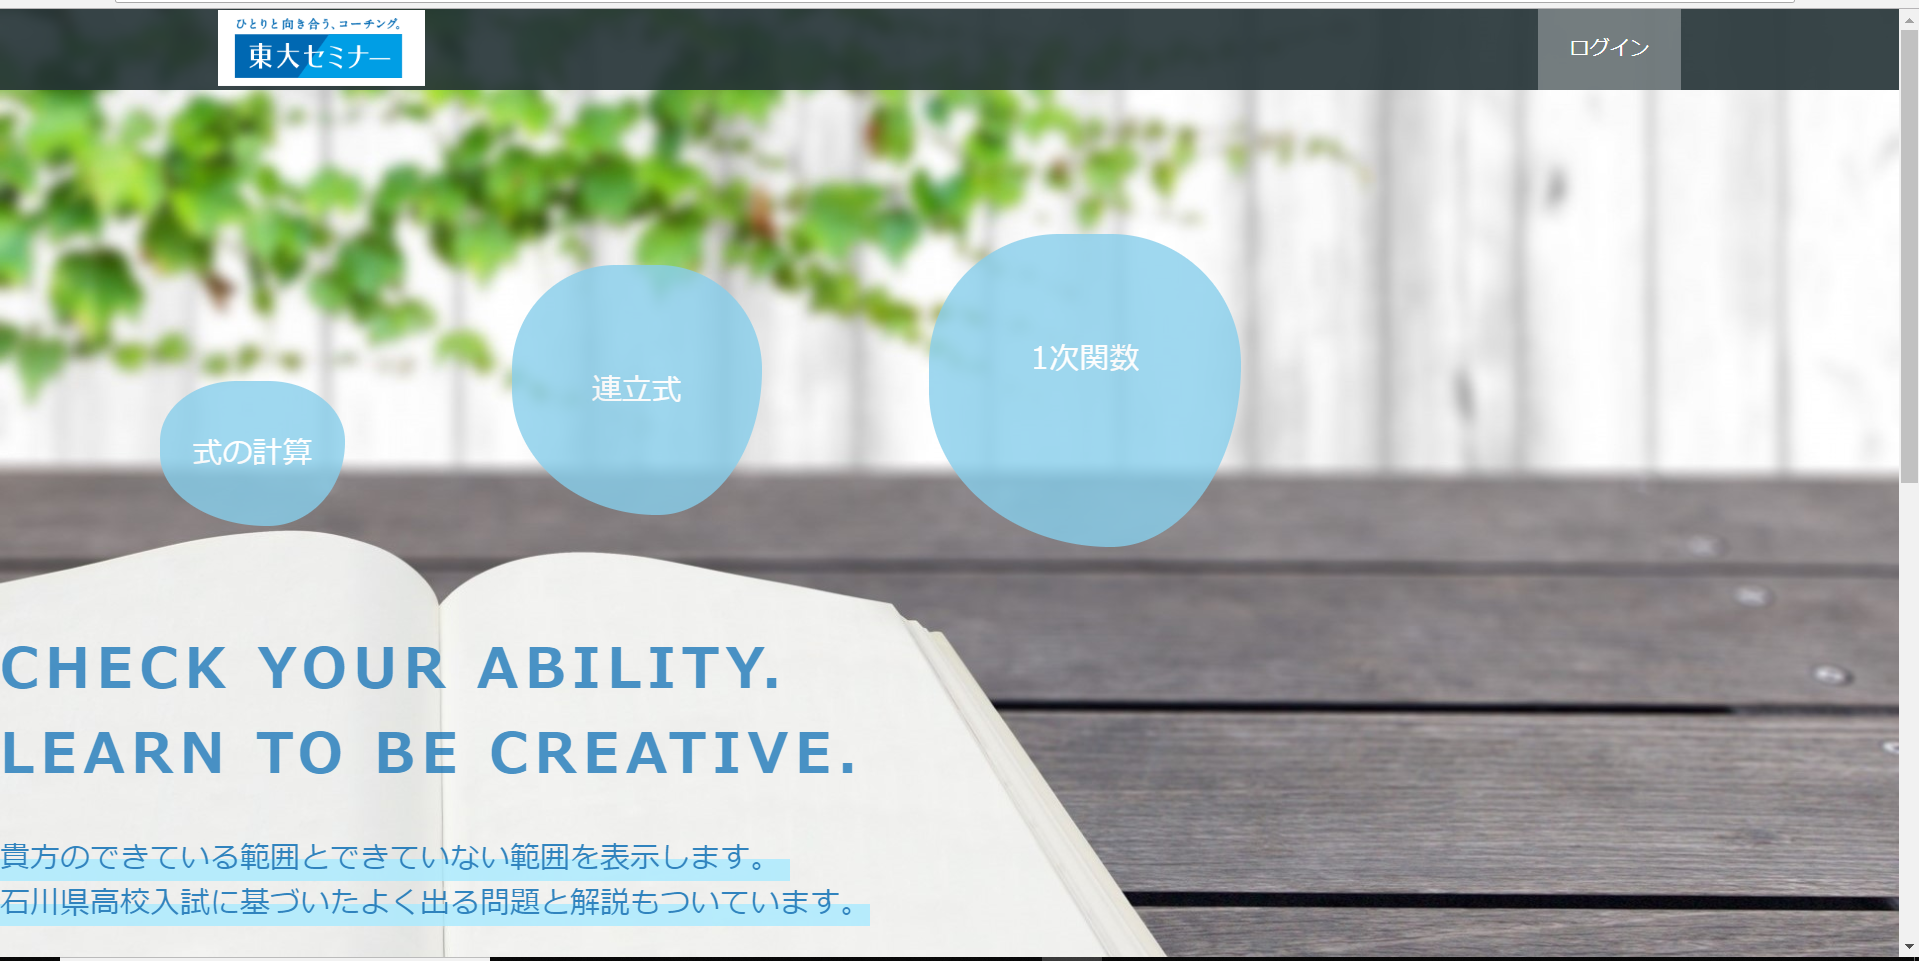 ひとりと向き合う、コーチング。
東大セミナー
ログイン
1次関数
連立式
式の計算
CHECK YOUR ABILITY.
LEARN TO BE CREATIVE.
貴方のできている範囲とできていない範囲を表示します。
石川県高校入試に基づいたよく出る問題と解説もついています。